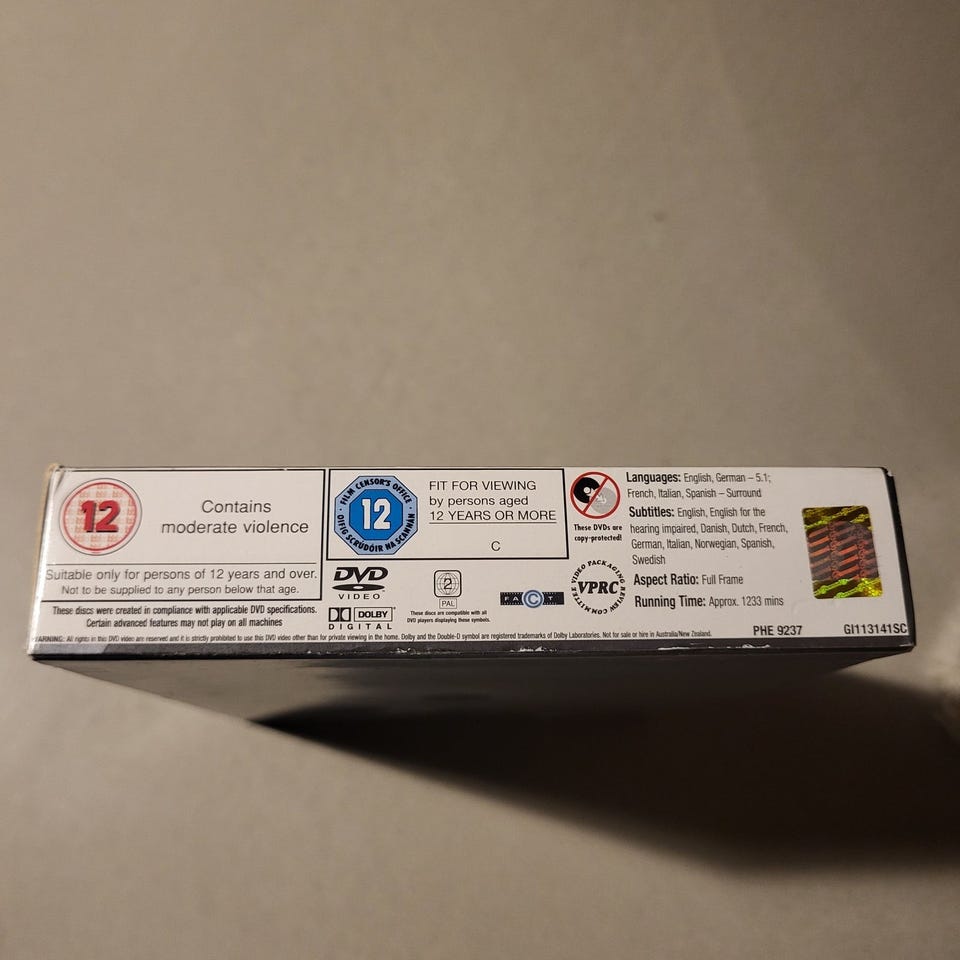 12
Contains
moderate violence
Suitable only for persons of 12 years and over.
Not to be supplied to any person below that age.
These discs were created in compliance with applicable DVD specifications.
Certain advanced features may not play on all machines
FILM CENSOR'S OFFICE
12
OIFIG SCRÚDÓIR NA SCANNÁN
FIT FOR VIEWING
by persons aged
12 YEARS OR MORE
C
DVD
VIDEO
DOLBY
DIGITAL
2
PAL
These discs are compatible with all
DVD players displaying these symbols.
FACT
These DVDs are
copy-protected!
VIDEO PACKAGING
VPRC
REVIEW COMMITTEE
Languages: English, German – 5.1;
French, Italian, Spanish – Surround
Subtitles: English, English for the
hearing impaired, Danish, Dutch, French,
German, Italian, Norwegian, Spanish,
Swedish
Aspect Ratio: Full Frame
Running Time: Approx. 1233 mins
WARNING: All rights in this DVD video are reserved and it is strictly prohibited to use this DVD video other than for private viewing in the home. Dolby and the Double-D symbol are registered trademarks of Dolby Laboratories. Not for sale or hire in Australia/New Zealand.
PHE 9237
GI113141SC